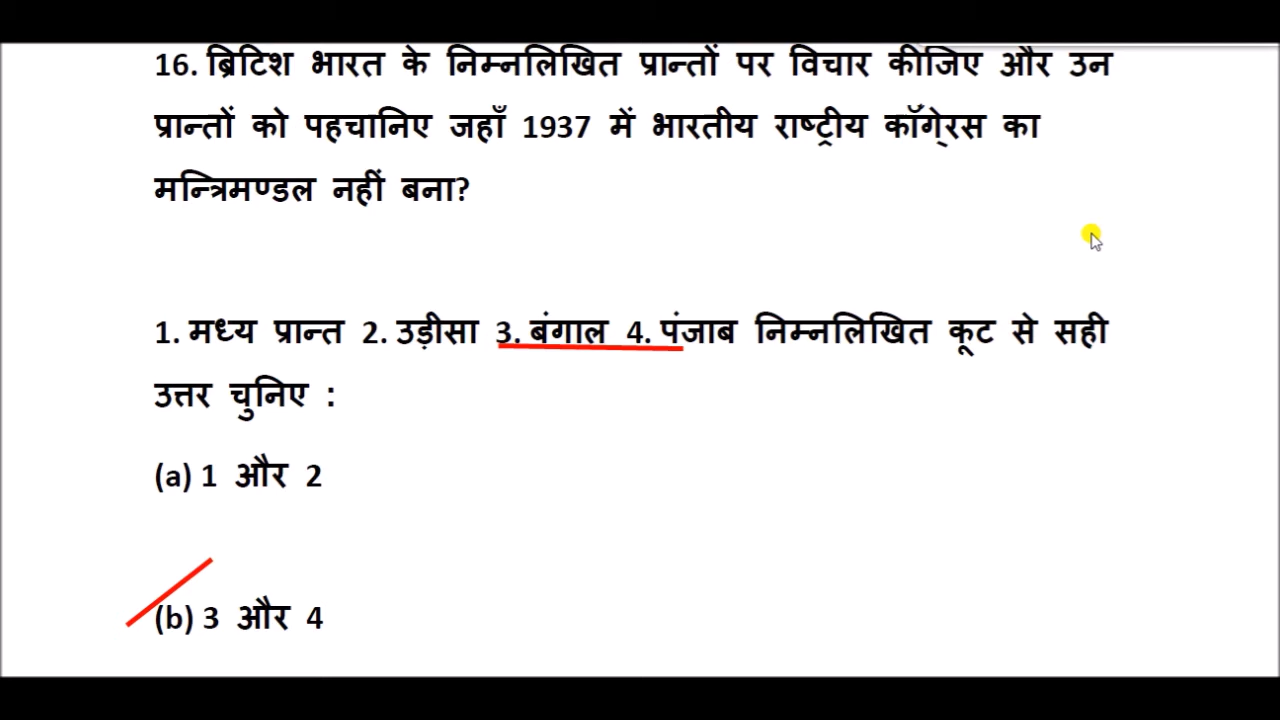 16. ब्रिटिश भारत के निम्नलिखित प्रान्तों पर विचार कीजिए और उन
प्रान्तों को पहचानिए जहाँ 1937 में भारतीय राष्ट्रीय कॉगे्रस का
मन्त्रिमण्डल नहीं बना?
1. मध्य प्रान्त 2. उड़ीसा 3. बंगाल 4. पंजाब निम्नलिखित कूट से सही
उत्तर चुनिए :
(a) 1 और 2
(b) 3 और 4